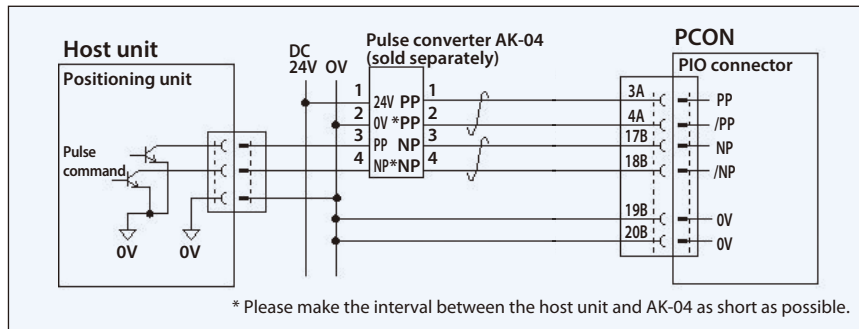 Host unit
Positioning unit
Pulse
command
0V
0V
DC
24V
OV
Pulse converter AK-04
(sold separately)
1 24V PP 1
2 0V *PP 2
3 PP NP 3
4 NP*NP 4
PCON
PIO connector
3A PP
4A /PP
17B NP
18B /NP
19B 0V
20B 0V
* Please make the interval between the host unit and AK-04 as short as possible.